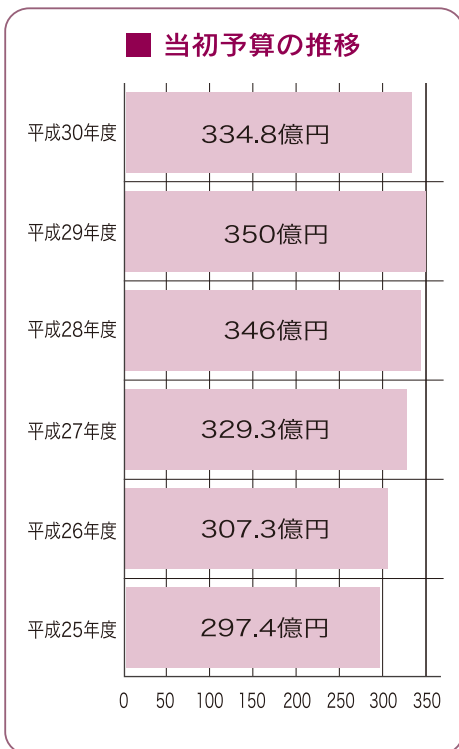 ■ 当初予算の推移
平成30年度 334.8億円
平成29年度 350億円
平成28年度 346億円
平成27年度 329.3億円
平成26年度 307.3億円
平成25年度 297.4億円
0 50 100 150 200 250 300 350